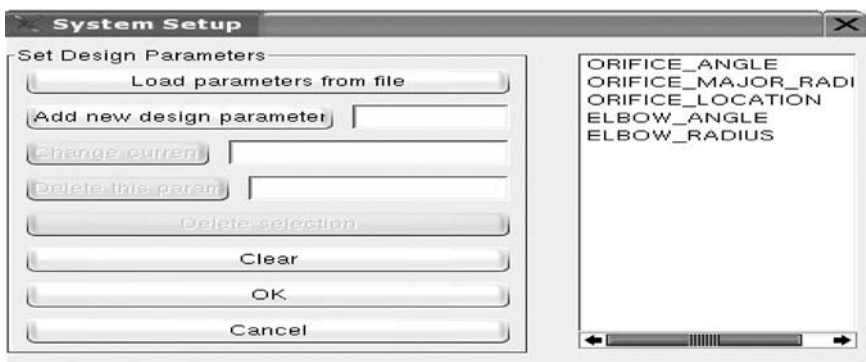 System Setup
Set Design Parameters
Load parameters from file
Add new design parameter
Change curren
Delete this param
Delete selection
Clear
OK
Cancel
ORIFICE_ANGLE
ORIFICE_MAJOR_RADI
ORIFICE_LOCATION
ELBOW_ANGLE
ELBOW_RADIUS